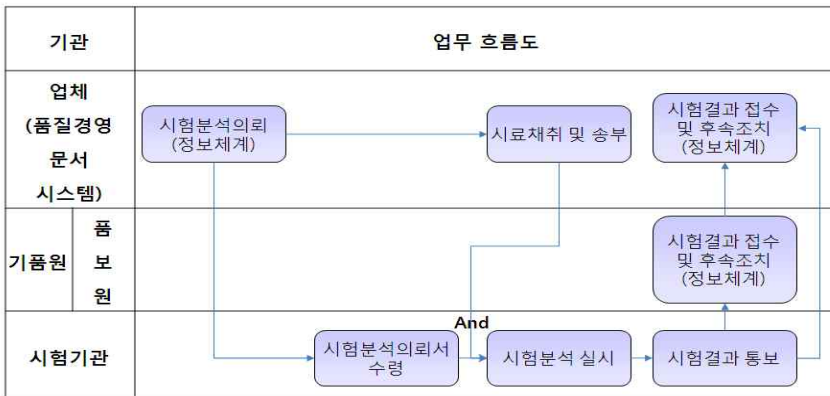 기관
업무 흐름도
업체
(품질경영
문서
시스템)
시험분석의뢰
(정보체계)
시료채취 및 송부
시험결과 접수
및 후속조치
(정보체계)
기품원
품
보
원
시험결과 접수
및 후속조치
(정보체계)
And
시험기관
시험분석의뢰서
수령
시험분석 실시
시험결과 통보